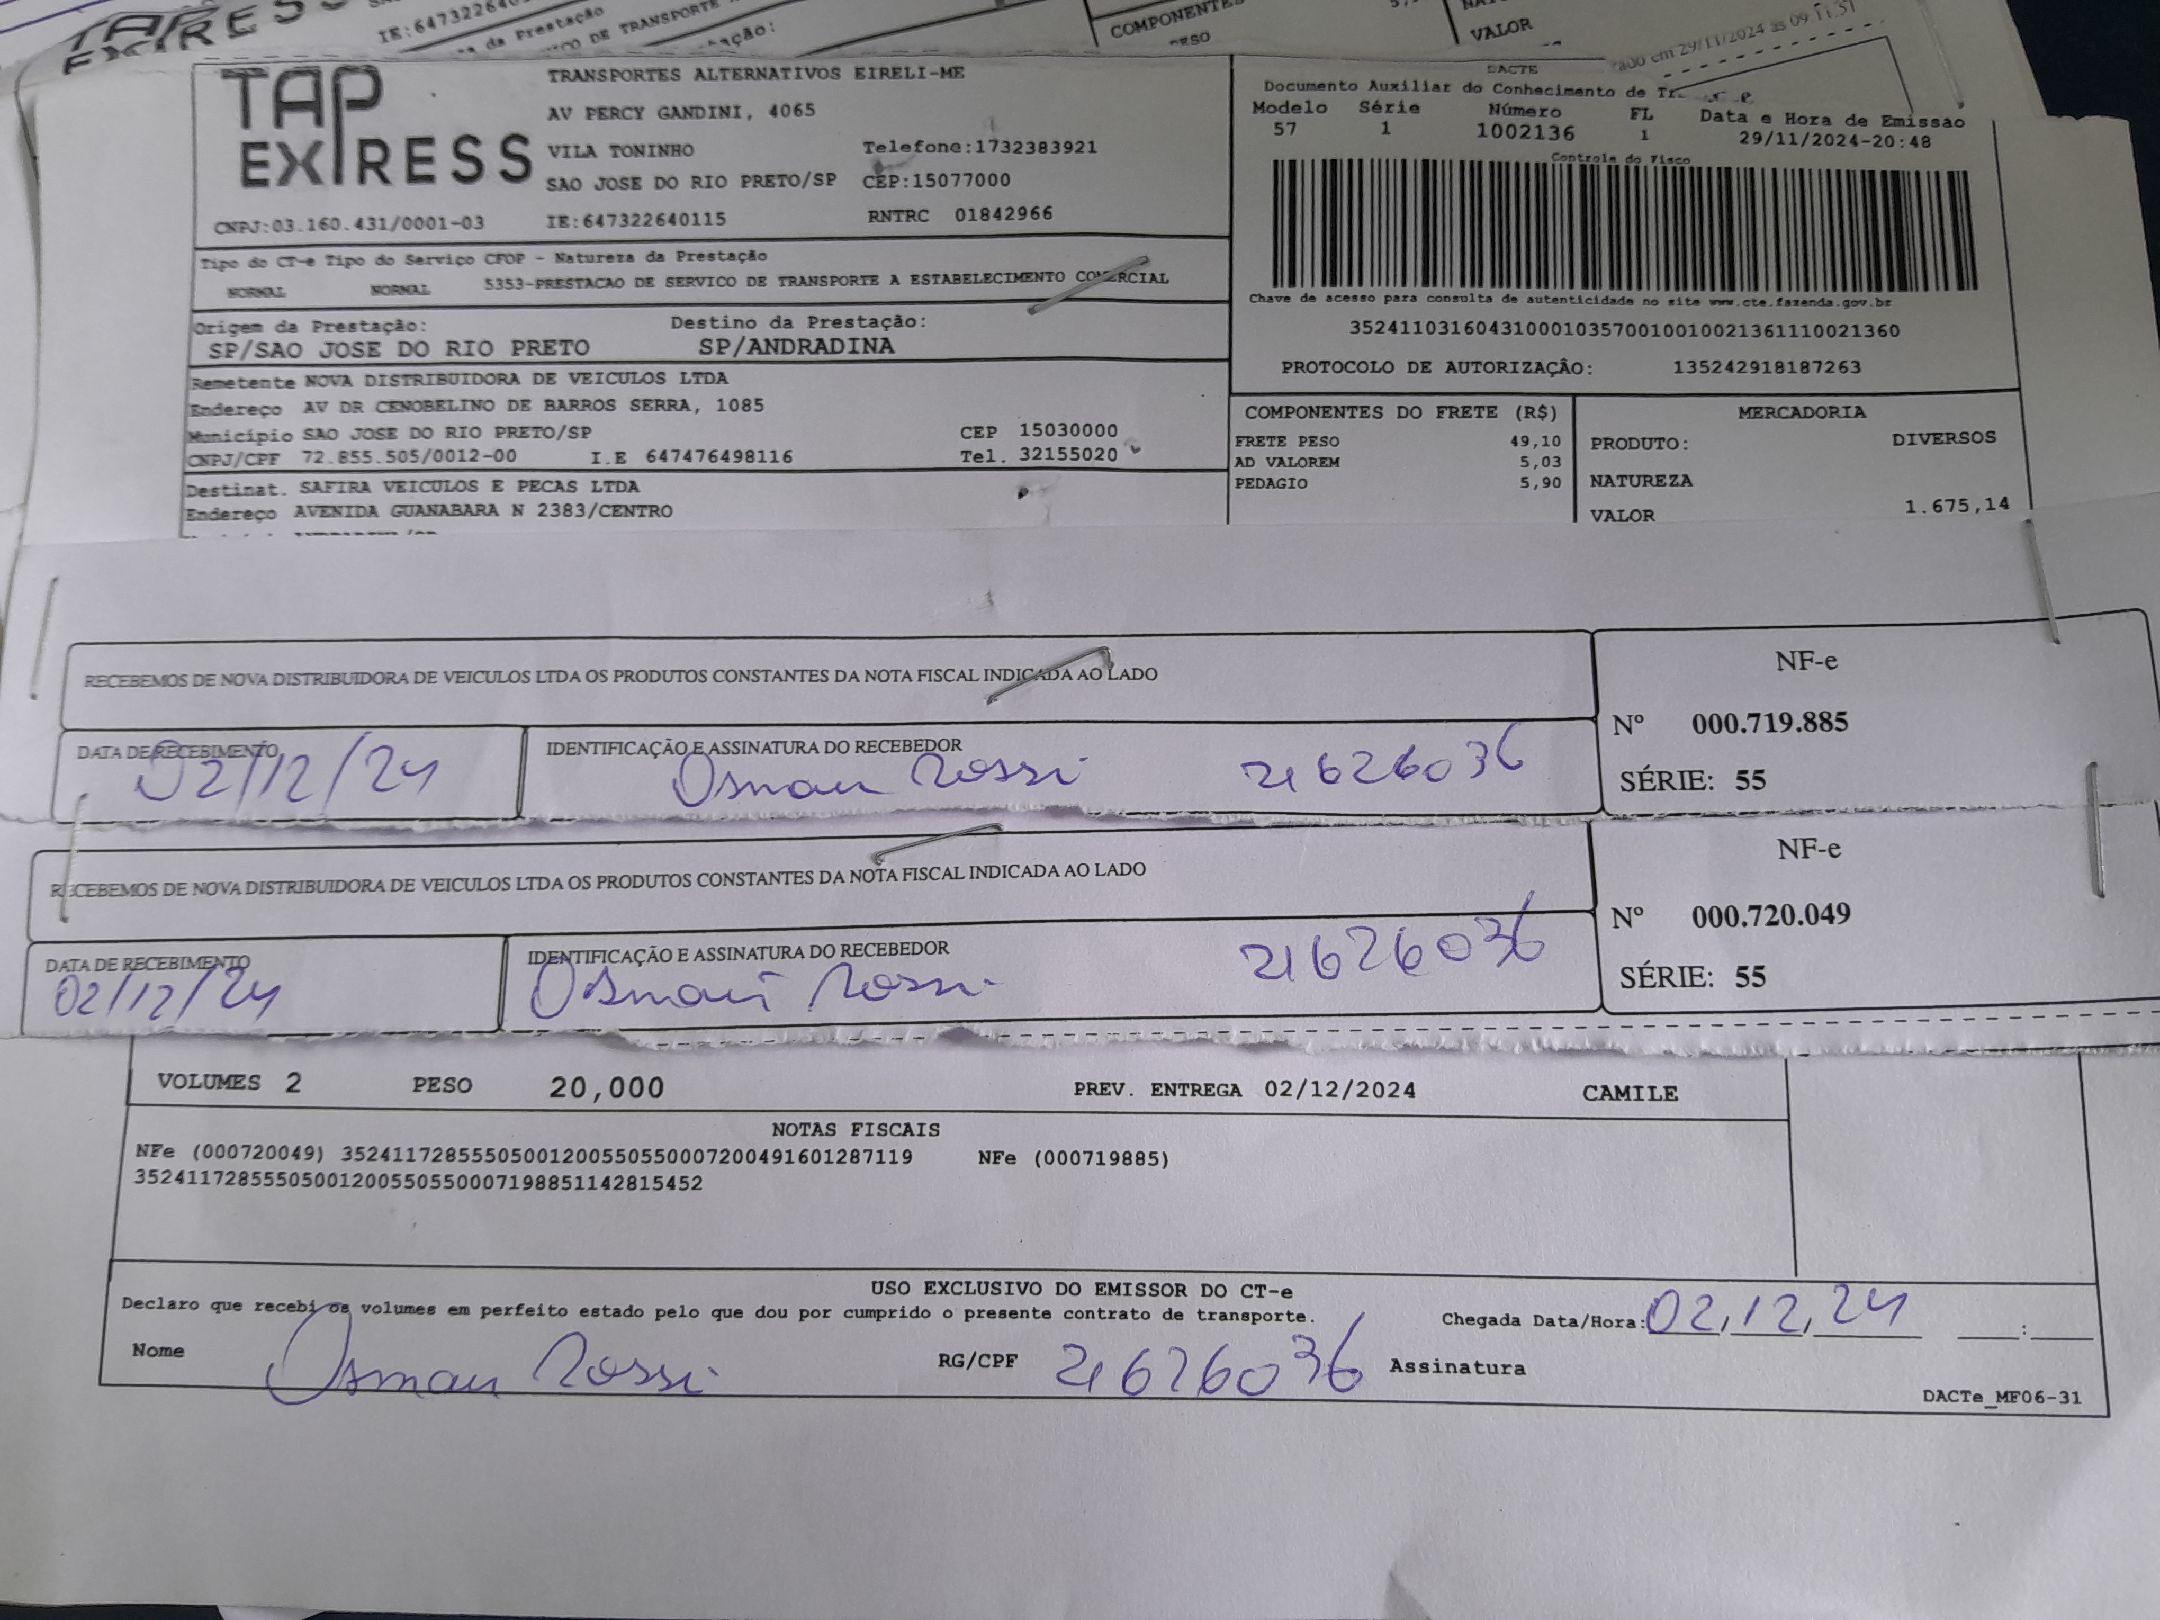 TAP
EXPRESS
TRANSPORTES ALTERNATIVOS EIRELI-ME
AV PERCY GANDINI, 4065
VILA TONINHO Telefone:1732383921
SAO JOSE DO RIO PRETO/SP CEP:15077000
CNPJ:03.160.431/0001-03 IE:647322640115 RNTRC 01842966
DACTE
Documento Auxiliar do Conhecimento de
Modelo Série Número FL Data e Hora de Emissao
57 1 1002136 1 29/11/2024-20:48
Controle do Fisco
Chave de acesso para consulta de autenticidade no site www.cte.fazenda.gov.br
35241103160431000103570010010021361110021360
PROTOCOLO DE AUTORIZAÇÃO: 135242918187263
Tipo do CT-e Tipo do Serviço CFOP - Natureza da Prestação
NORMAL NORMAL 5353-PRESTACAO DE SERVICO DE TRANSPORTE A ESTABELECIMENTO COMERCIAL
Origem da Prestação: Destino da Prestação:
SP/SAO JOSE DO RIO PRETO SP/ANDRADINA
Remetente NOVA DISTRIBUIDORA DE VEICULOS LTDA
Endereço AV DR CENOBELINO DE BARROS SERRA, 1085
Município SAO JOSE DO RIO PRETO/SP CEP 15030000
CNPJ/CPF 72.855.505/0012-00 I.E 647476498116 Tel. 32155020
Destinat. SAFIRA VEICULOS E PECAS LTDA
Endereço AVENIDA GUANABARA N 2383/CENTRO
COMPONENTES DO FRETE (R$)
FRETE PESO 49,10
AD VALOREM 5,03
PEDAGIO 5,90
MERCADORIA
PRODUTO: DIVERSOS
NATUREZA
VALOR 1.675,14
RECEBEMOS DE NOVA DISTRIBUIDORA DE VEICULOS LTDA OS PRODUTOS CONSTANTES DA NOTA FISCAL INDICADA AO LADO
DATA DE RECEBIMENTO IDENTIFICAÇÃO E ASSINATURA DO RECEBEDOR
02/12/24 Osmar Rossi 21626036
NF-e
Nº 000.719.885
SÉRIE: 55
RECEBEMOS DE NOVA DISTRIBUIDORA DE VEICULOS LTDA OS PRODUTOS CONSTANTES DA NOTA FISCAL INDICADA AO LADO
DATA DE RECEBIMENTO IDENTIFICAÇÃO E ASSINATURA DO RECEBEDOR
02/12/24 Osmar Rossi 21626036
NF-e
Nº 000.720.049
SÉRIE: 55
VOLUMES 2 PESO 20,000 PREV. ENTREGA 02/12/2024 CAMILE
NOTAS FISCAIS
NFe (000720049) 35241172855505001200550550007200491601287119 NFe (000719885)
35241172855505001200550550007198851142815452
USO EXCLUSIVO DO EMISSOR DO CT-e
Declaro que recebi os volumes em perfeito estado pelo que dou por cumprido o presente contrato de transporte.
Chegada Data/Hora: 02,12,24 :
Nome Osmar Rossi RG/CPF 21626036 Assinatura
DACTe_MF06-31